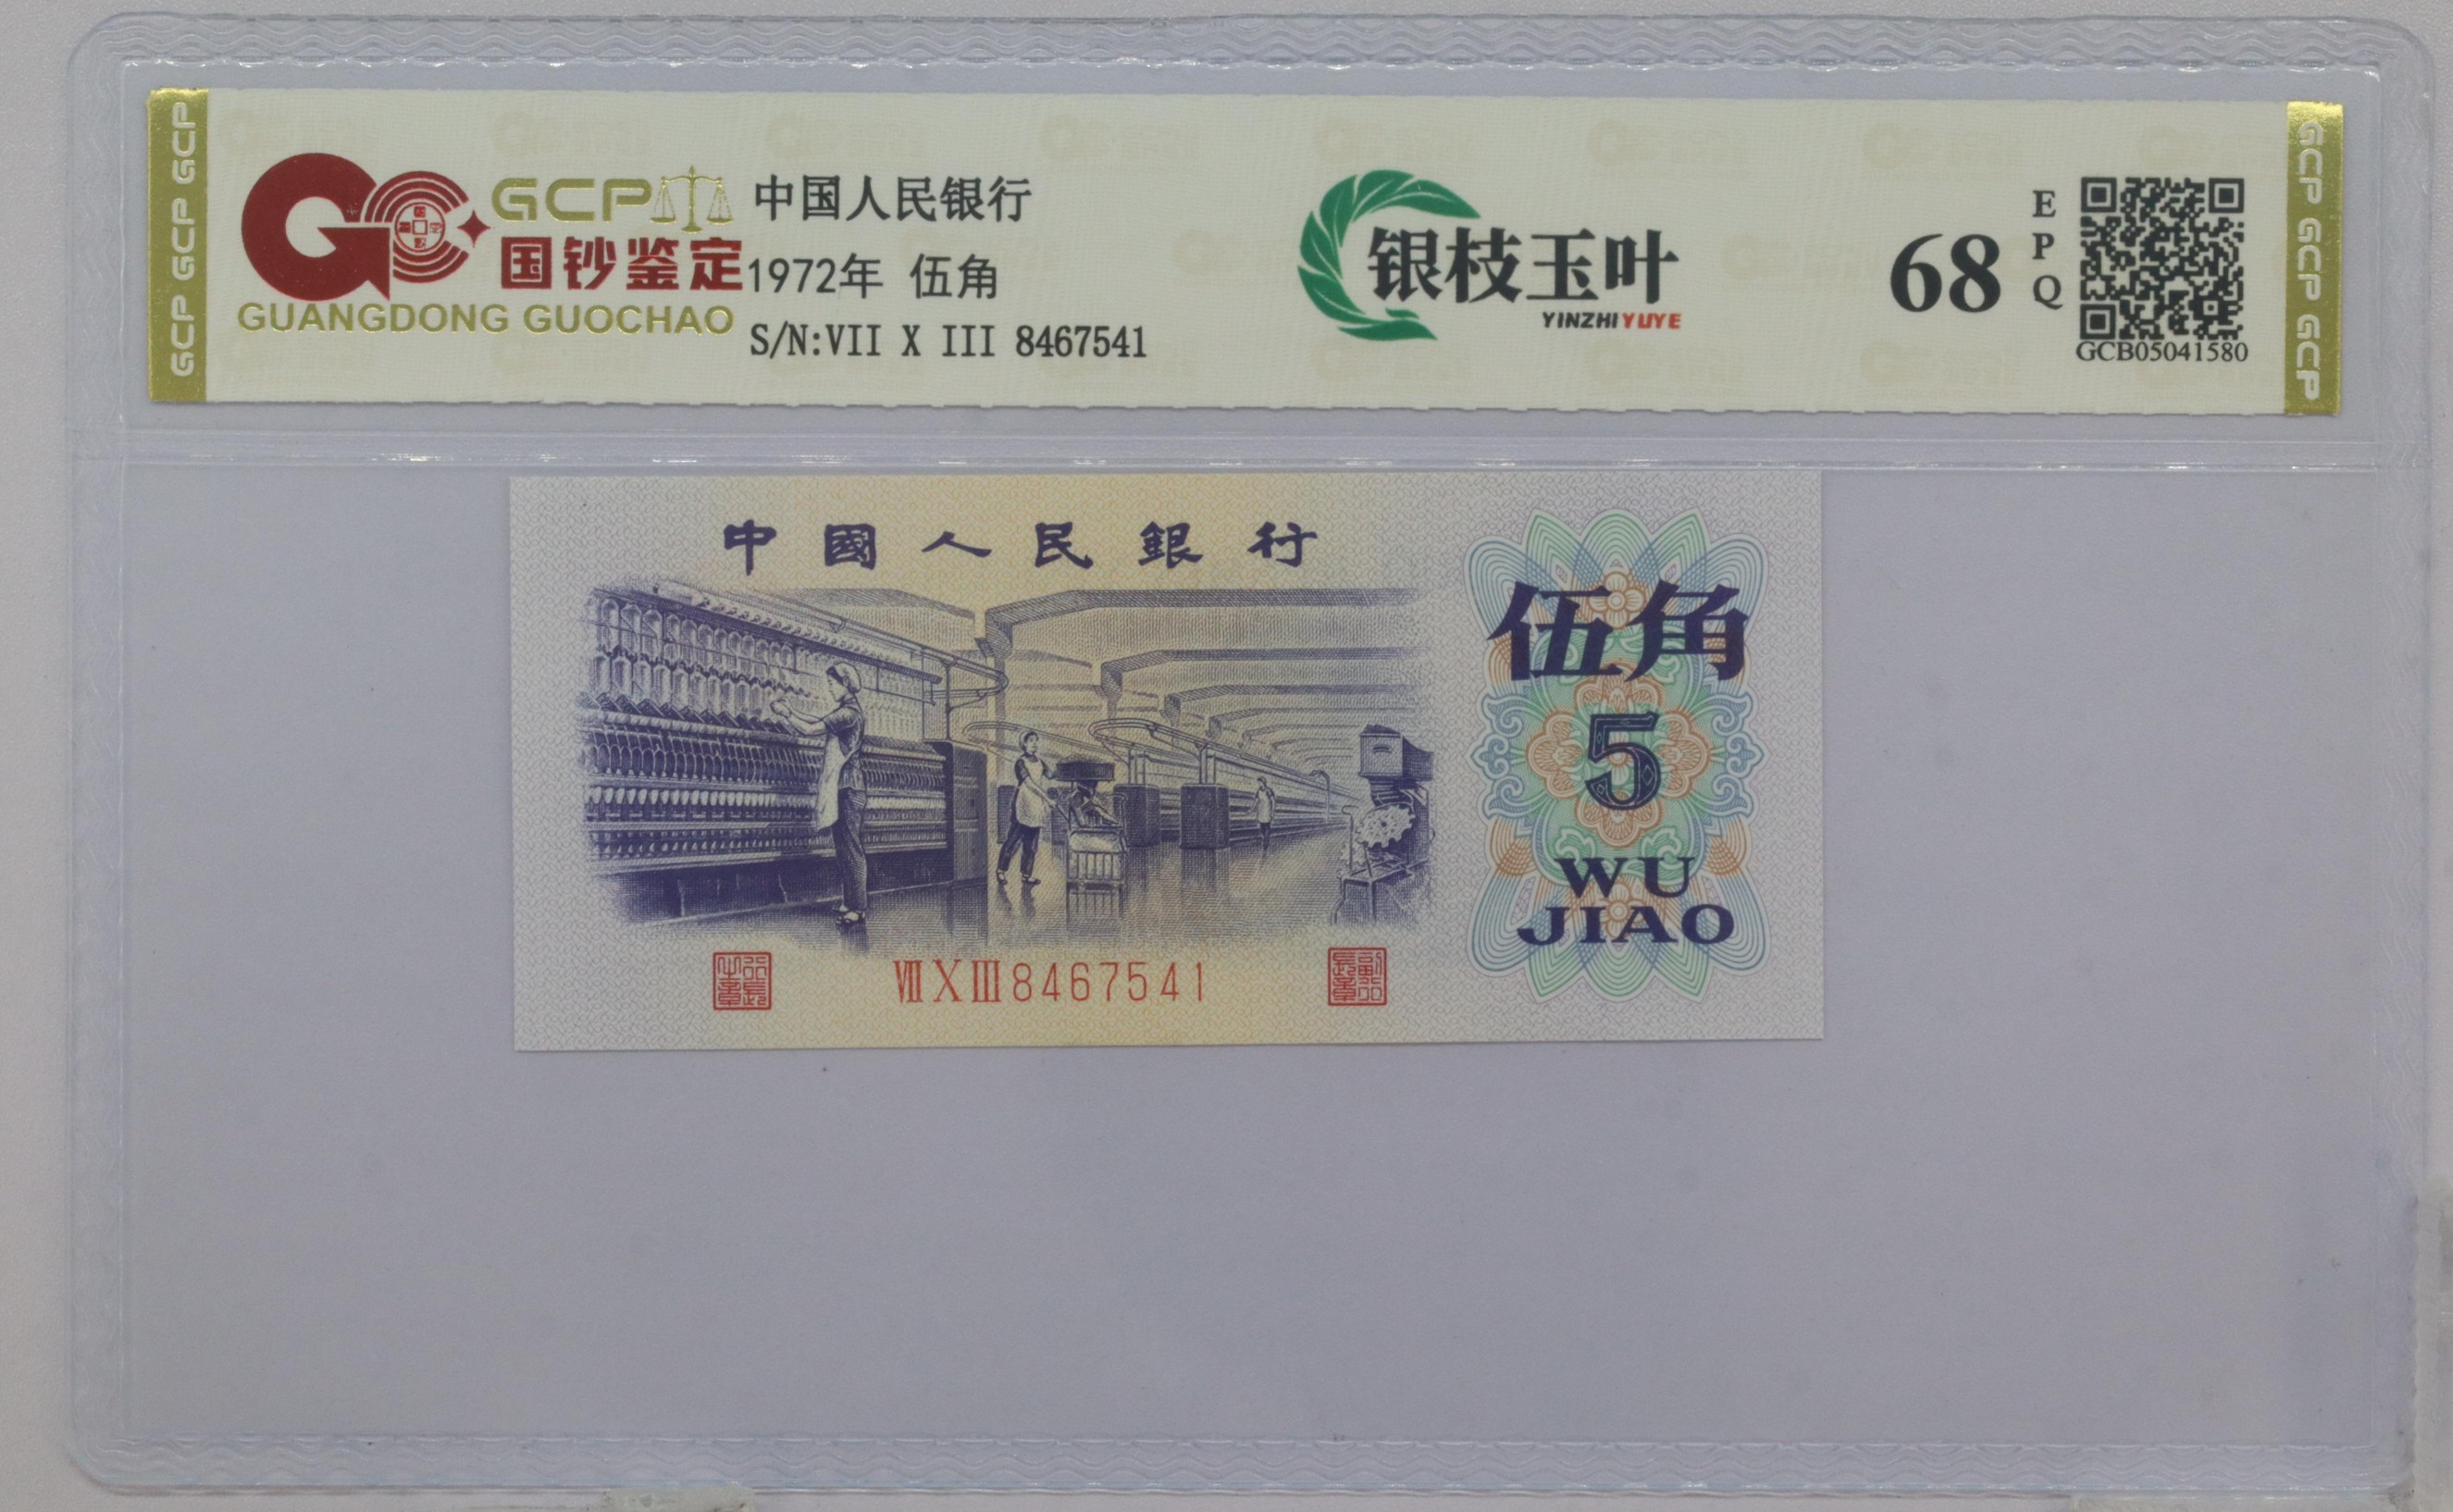 GCP GCP GCP
GCP
国钞鉴定
GUANGDONG GUOCHAO
中国人民银行
1972年 伍角
S/N:VII X III 8467541
银枝玉叶
YINZHIYUYE
68
EPQ
GCB05041580
GCP GCP GCP
中國人民銀行
伍角
5
WU
JIAO
VII X III 8467541